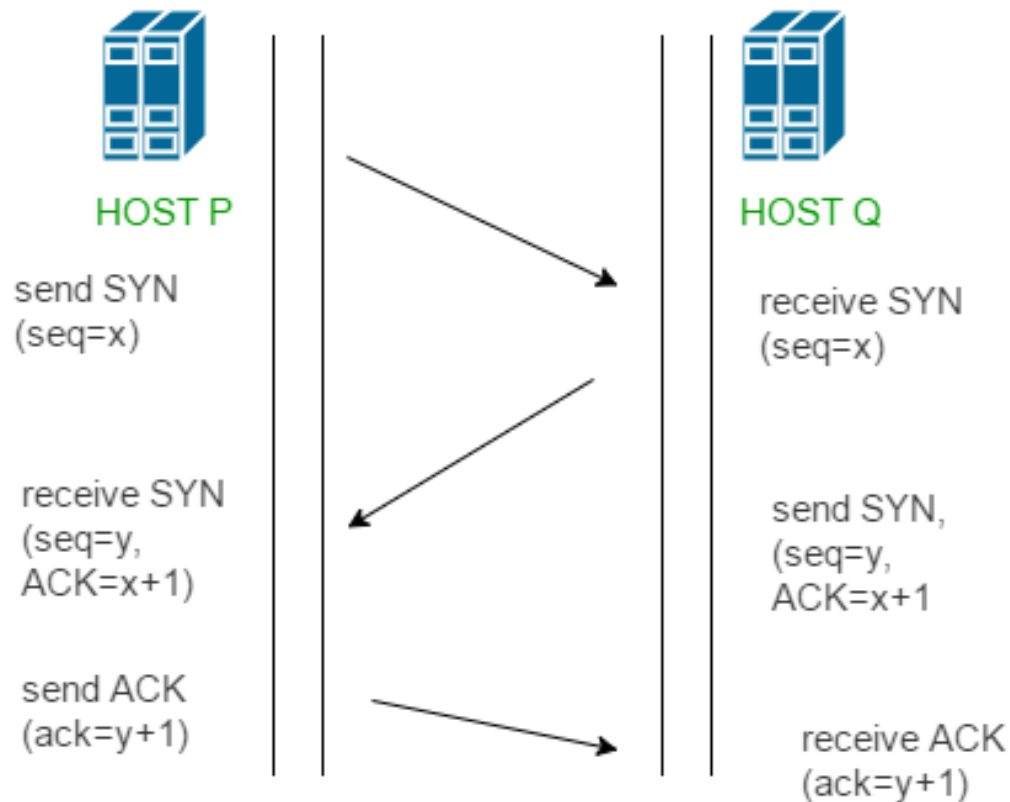 HOST P
HOST Q
send SYN
(seq=x)
receive SYN
(seq=x)
receive SYN
(seq=y,
ACK=x+1)
send SYN,
(seq=y,
ACK=x+1
send ACK
(ack=y+1)
receive ACK
(ack=y+1)